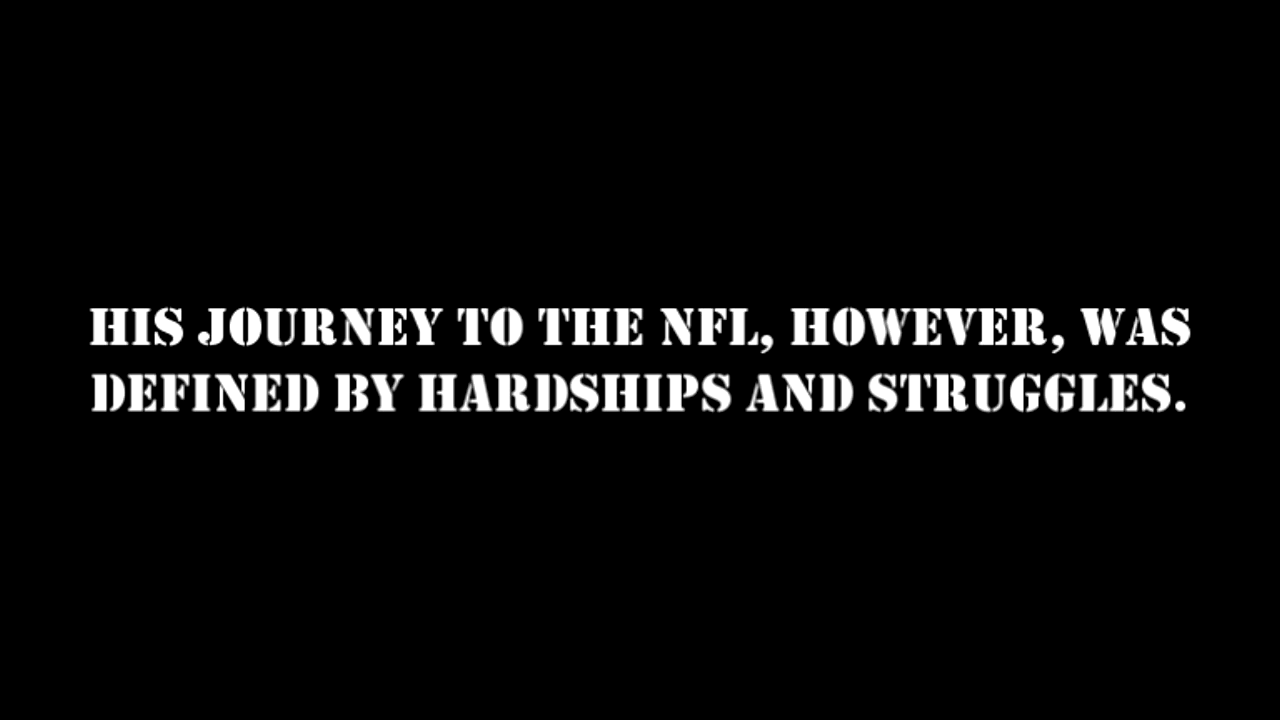 HIS JOURNEY TO THE NFL, HOWEVER, WAS
DEFINED BY HARDSHIPS AND STRUGGLES.